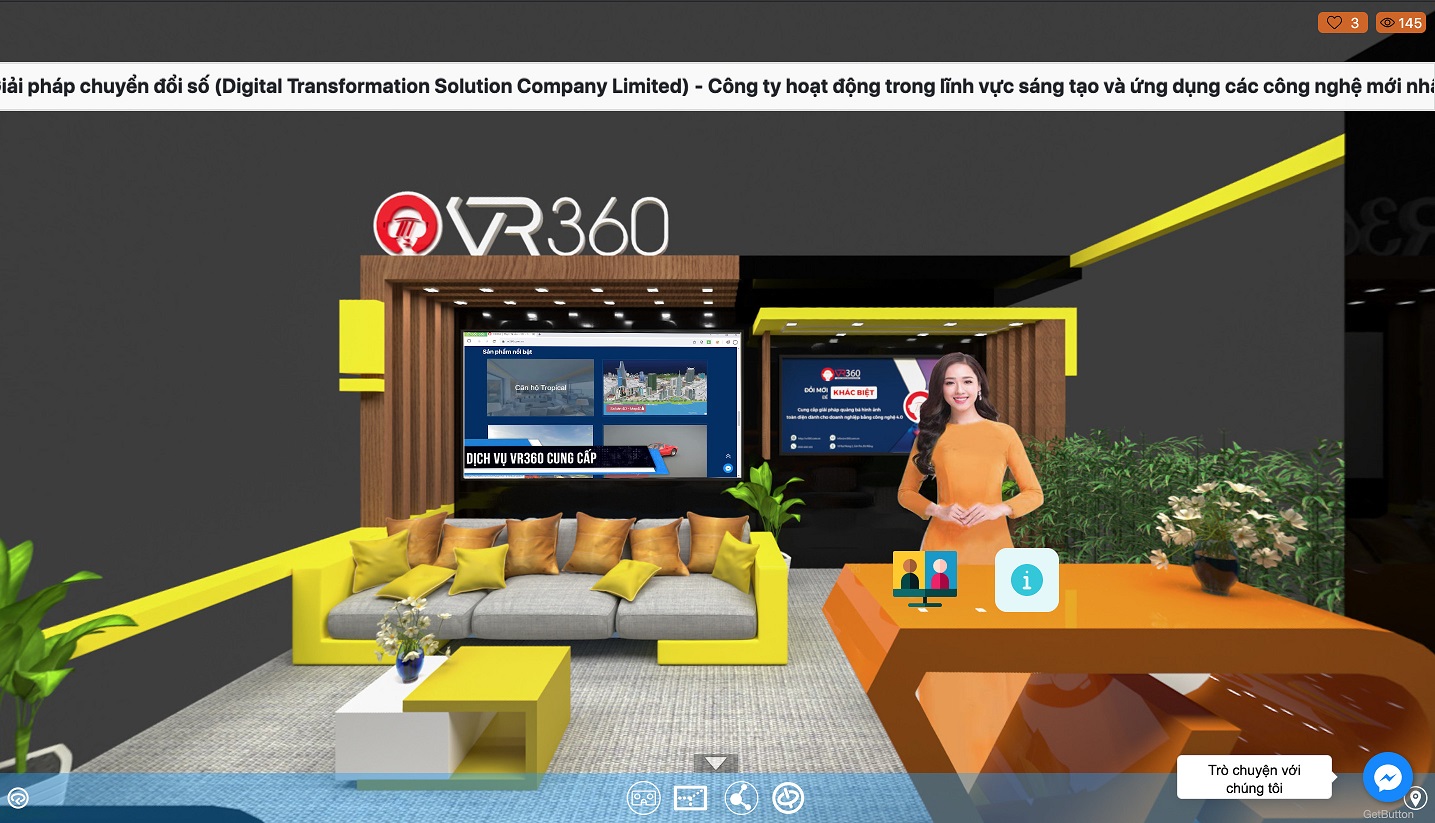 3
145
iải pháp chuyển đổi số (Digital Transformation Solution Company Limited) - Công ty hoạt động trong lĩnh vực sáng tạo và ứng dụng các công nghệ mới nhấ
VR360
Sản phẩm nổi bật
Căn hộ Tropical
DỊCH VỤ VR360 CUNG CẤP
VR360
ĐỔI MỚI
ĐỂ
KHÁC BIỆT
Cung cấp giải pháp quảng bá hình ảnh
toàn diện dành cho doanh nghiệp bằng công nghệ 4.0
Trò chuyện với
chúng tôi
GetButton